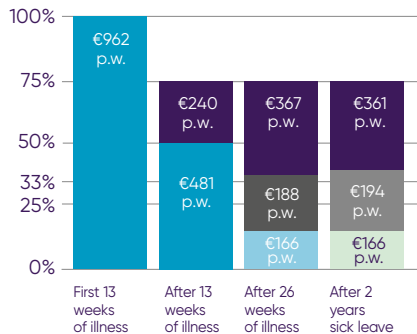 100%
75%
50%
33%
25%
0%
€962
p.w.
€240
p.w.
€481
p.w.
€367
p.w.
€188
p.w.
€166
p.w.
€361
p.w.
€194
p.w.
€166
p.w.
First 13
weeks
of illness
After 13
weeks
of illness
After 26
weeks
of illness
After 2
years
sick leave